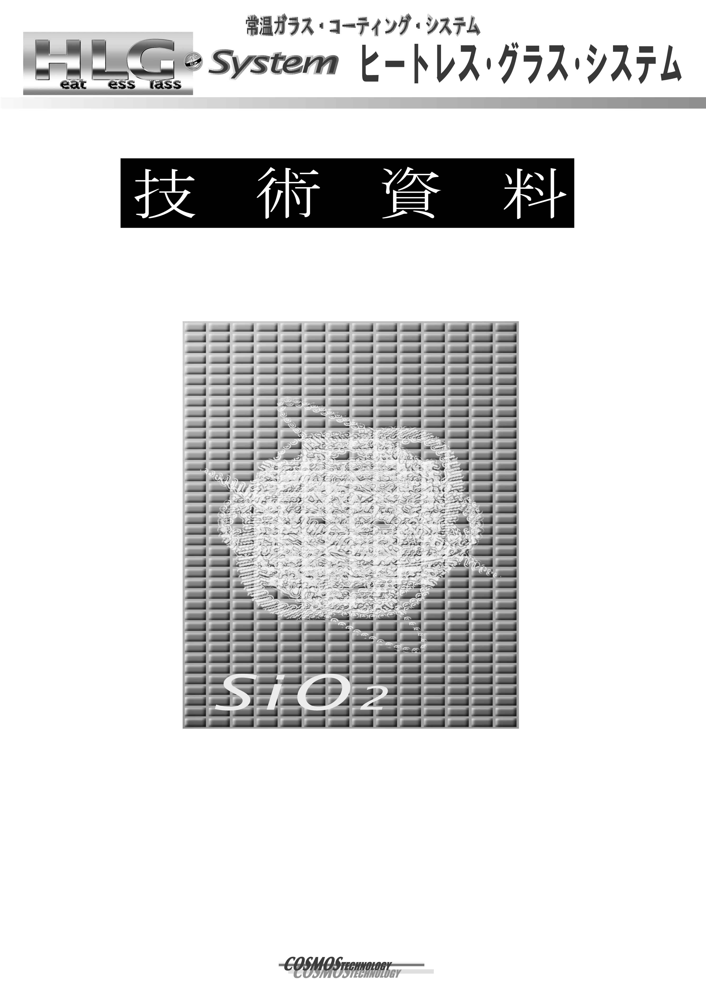 常温ガラス・コーティング・システム
HLG System ヒートレス・グラス・システム
eat ess lass
技術資料
SiO2
COSMOS TECHNOLOGY